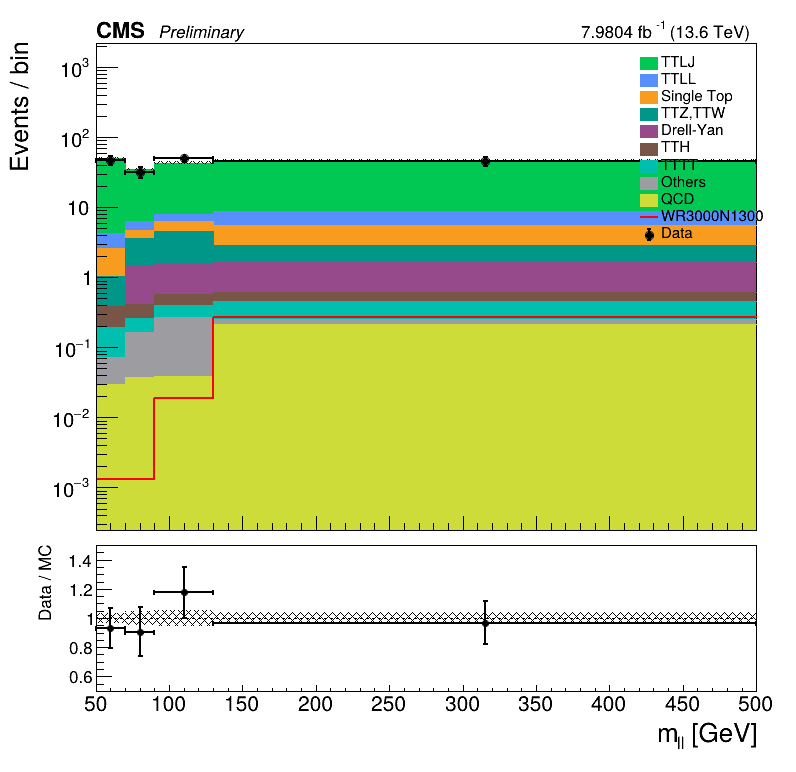 CMS Preliminary 7.9804 fb⁻¹ (13.6 TeV)
Events / bin
10³
10²
10
1
10⁻¹
10⁻²
10⁻³
TTLJ
TTLL
Single Top
TTZ,TTW
Drell-Yan
TTH
TTTT
Others
QCD
WR3000N1300
Data
Data / MC
1.4
1.2
1
0.8
0.6
50 100 150 200 250 300 350 400 450 500
m_ll [GeV]